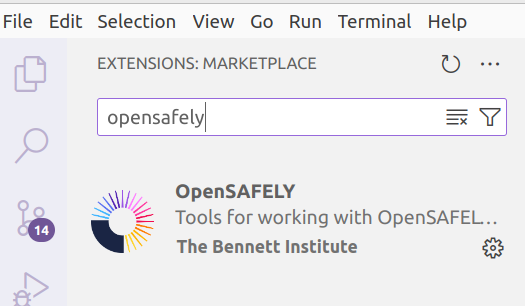 File Edit Selection View Go Run Terminal Help
EXTENSIONS: MARKETPLACE
opensafely
OpenSAFELY
Tools for working with OpenSAFEL...
The Bennett Institute
14